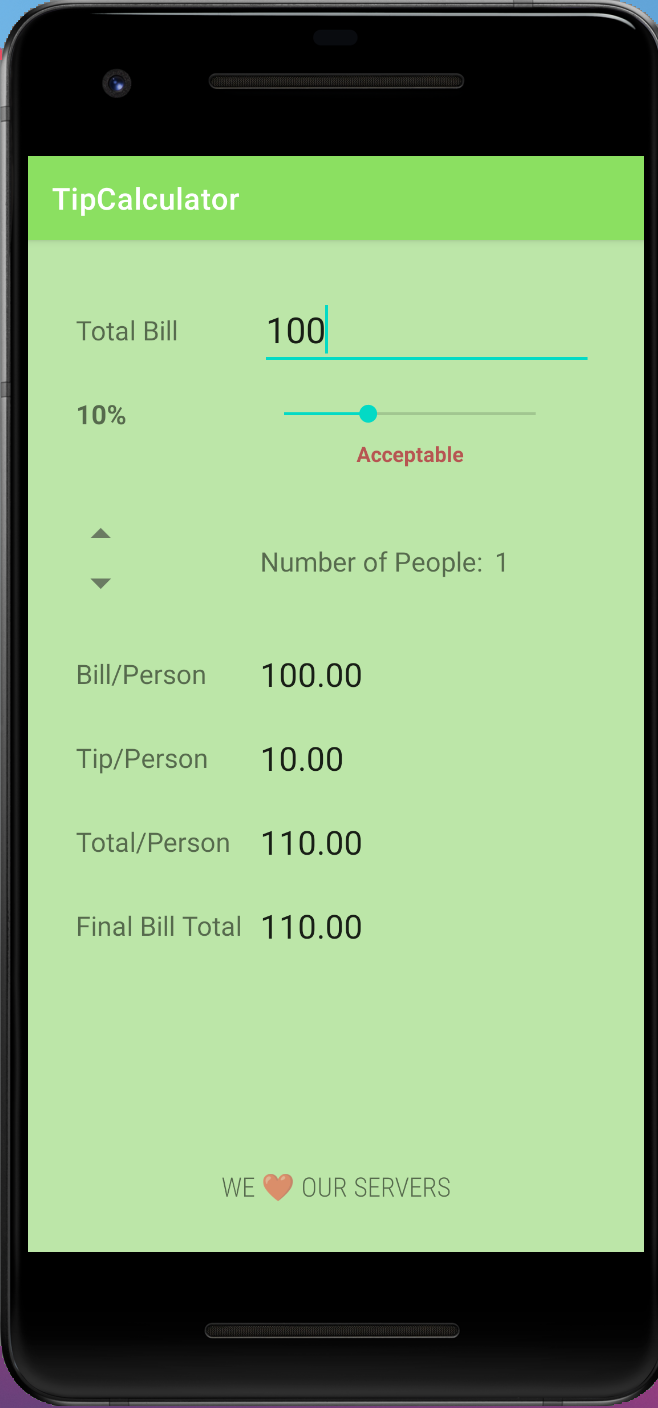 TipCalculator
Total Bill 100
10%
Acceptable
Number of People: 1
Bill/Person 100.00
Tip/Person 10.00
Total/Person 110.00
Final Bill Total 110.00
WE ❤️ OUR SERVERS